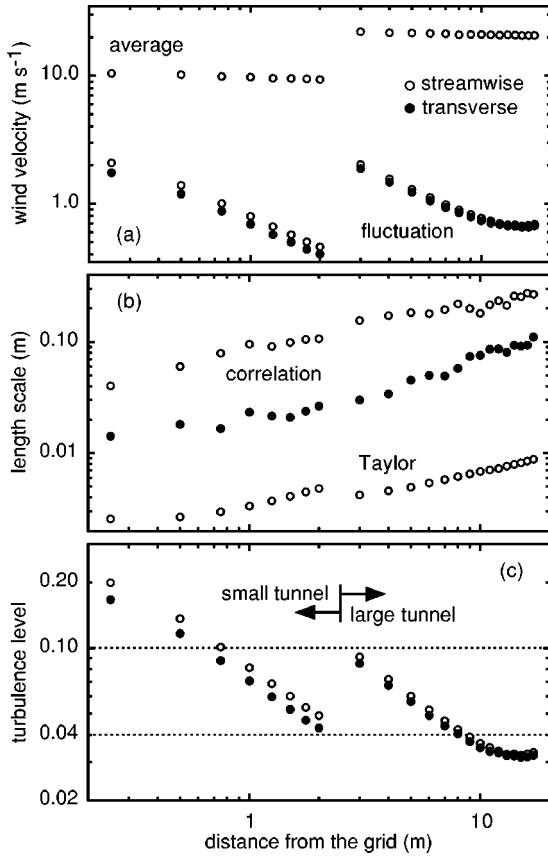 average
10.0
streamwise
transverse
wind velocity (m s⁻¹)
1.0
(a)
fluctuation
(b)
0.10
correlation
length scale (m)
0.01
Taylor
(c)
0.20
small tunnel
large tunnel
0.10
turbulence level
0.04
0.02
1
10
distance from the grid (m)